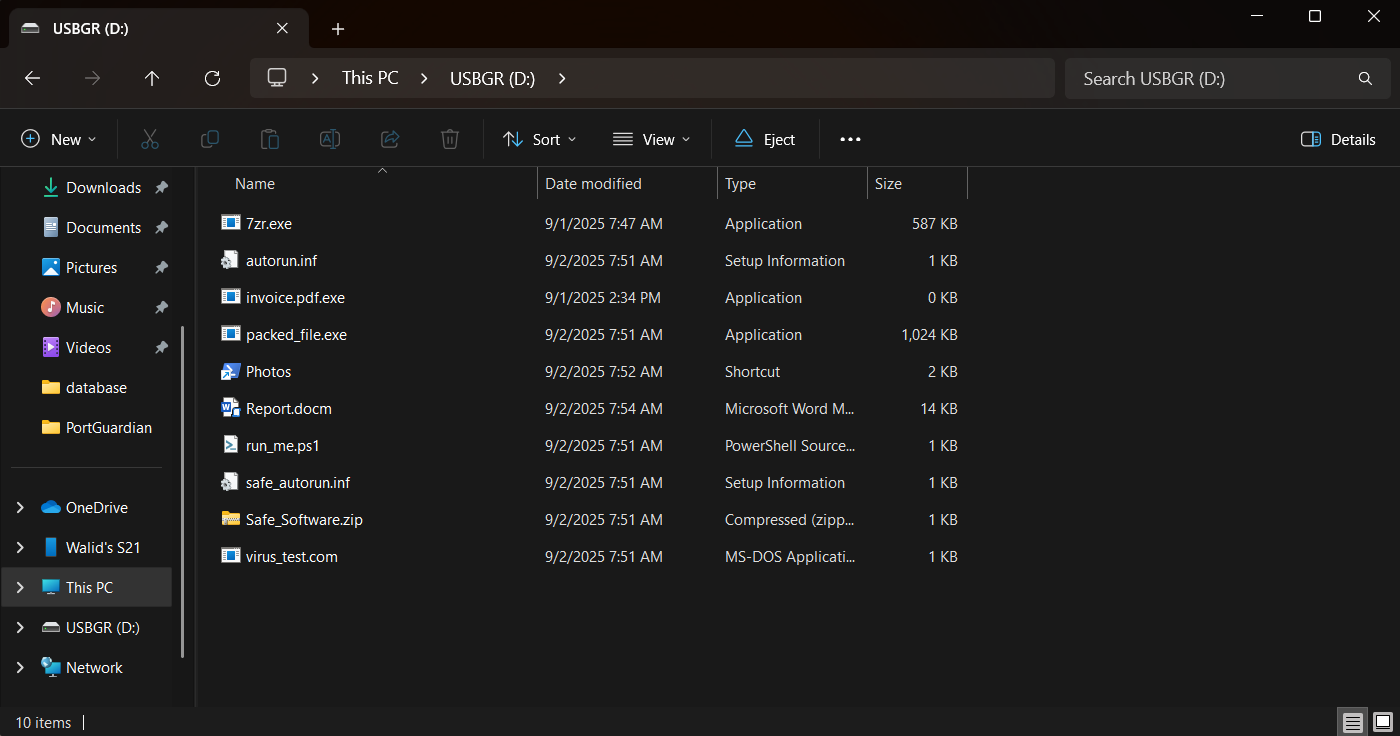 USBGR (D:)
This PC > USBGR (D:) >
Search USBGR (D:)
New
Sort
View
Eject
Details
Downloads
Documents
Pictures
Music
Videos
database
PortGuardian
OneDrive
Walid's S21
This PC
USBGR (D:)
Network
Name Date modified Type Size
7zr.exe 9/1/2025 7:47 AM Application 587 KB
autorun.inf 9/2/2025 7:51 AM Setup Information 1 KB
invoice.pdf.exe 9/1/2025 2:34 PM Application 0 KB
packed_file.exe 9/2/2025 7:51 AM Application 1,024 KB
Photos 9/2/2025 7:52 AM Shortcut 2 KB
Report.docm 9/2/2025 7:54 AM Microsoft Word M... 14 KB
run_me.ps1 9/2/2025 7:51 AM PowerShell Source... 1 KB
safe_autorun.inf 9/2/2025 7:51 AM Setup Information 1 KB
Safe_Software.zip 9/2/2025 7:51 AM Compressed (zipp... 1 KB
virus_test.com 9/2/2025 7:51 AM MS-DOS Applicati... 1 KB
10 items